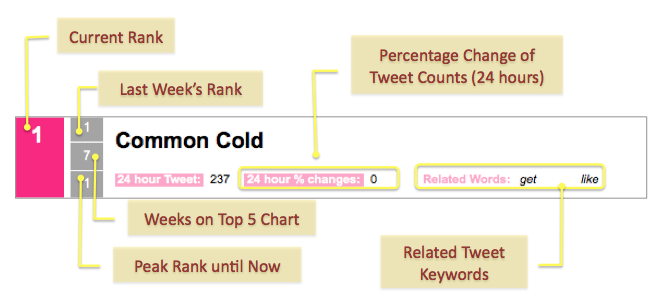 Current Rank
Percentage Change of
Tweet Counts (24 hours)
Last Week's Rank
1
1
Common Cold
7
24 hour Tweet: 237 24 hour % changes: 0 Related Words: get like
1
Weeks on Top 5 Chart
Related Tweet
Keywords
Peak Rank until Now